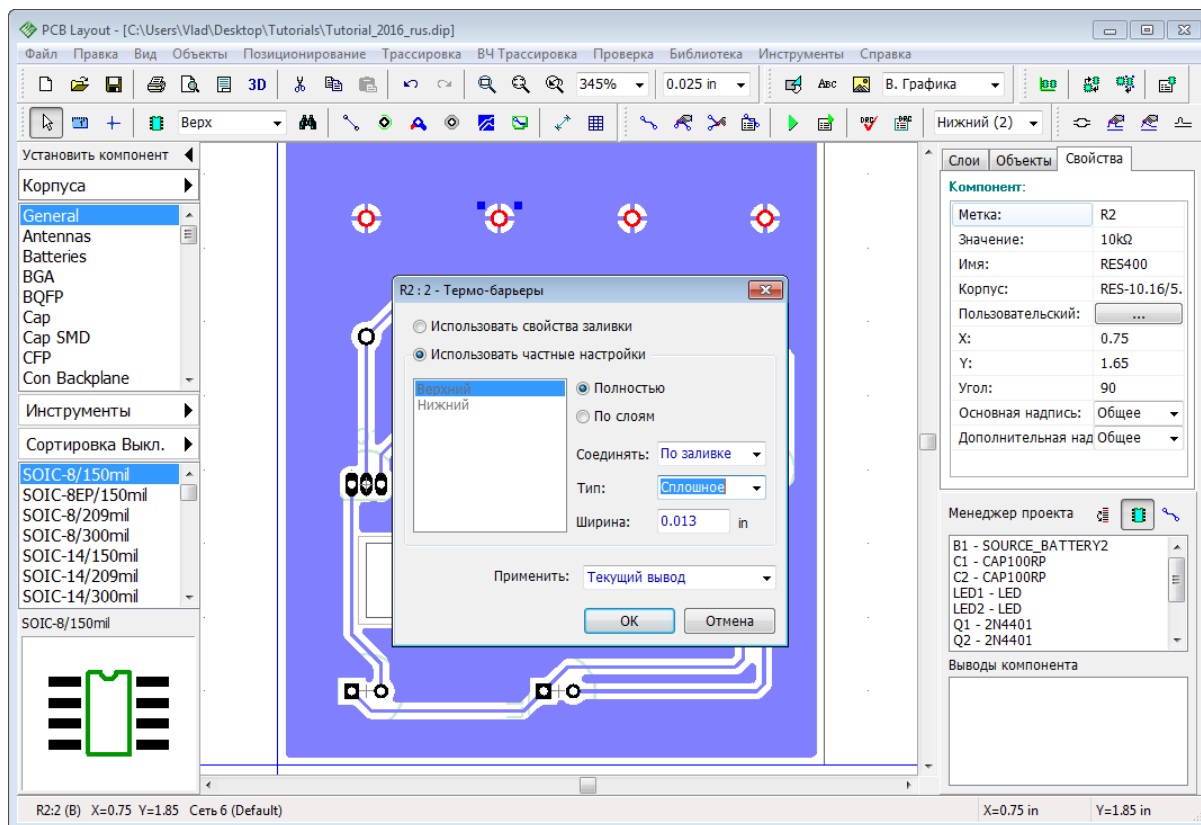 PCB Layout - [C:\Users\Vlad\Desktop\Tutorials\Tutorial_2016_rus.dip]
Файл Правка Вид Объекты Позиционирование Трассировка ВЧ Трассировка Проверка Библиотека Инструменты Справка
3D 345% 0.025 in ABC В. Графика
Верх DRC DRC Нижний (2)
Установить компонент
Корпуса
General
Antennas
Batteries
BGA
BQFP
Cap
Cap SMD
CFP
Con Backplane
Инструменты
Сортировка Выкл.
SOIC-8/150mil
SOIC-8EP/150mil
SOIC-8/209mil
SOIC-8/300mil
SOIC-14/150mil
SOIC-14/209mil
SOIC-14/300mil
SOIC-8/150mil
R2 : 2 - Термо-барьеры
Использовать свойства заливки
Использовать частные настройки
Верхний
Нижний
Полностью
По слоям
Соединять: По заливке
Тип: Сплошное
Ширина: 0.013 in
Применить: Текущий вывод
OK Отмена
Слои Объекты Свойства
Компонент:
Метка: R2
Значение: 10kΩ
Имя: RES400
Корпус: RES-10.16/5.
Пользовательский: ...
X: 0.75
Y: 1.65
Угол: 90
Основная надпись: Общее
Дополнительная над Общее
Менеджер проекта
B1 - SOURCE_BATTERY2
C1 - CAP100RP
C2 - CAP100RP
LED1 - LED
LED2 - LED
Q1 - 2N4401
Q2 - 2N4401
Выводы компонента
R2:2 (В) X=0.75 Y=1.85 Сеть 6 (Default) X=0.75 in Y=1.85 in